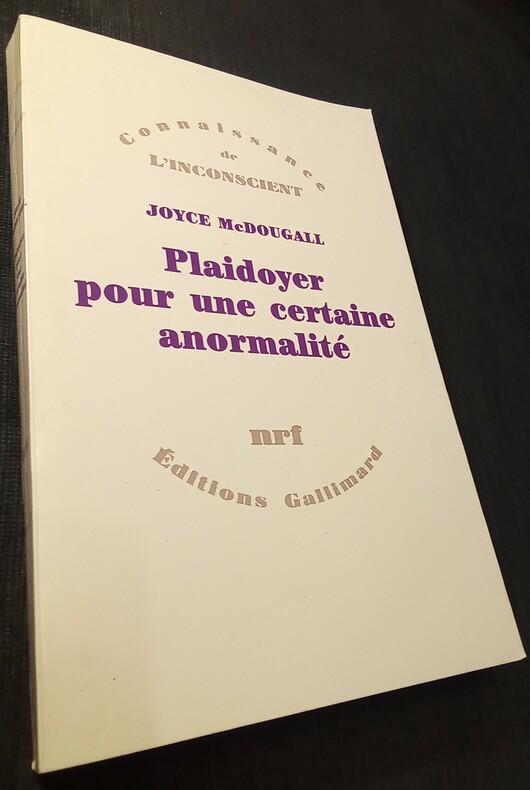 Connaissance
de
L'INCONSCIENT
JOYCE McDOUGALL
Plaidoyer
pour une certaine
anormalité
nrf
Éditions Gallimard